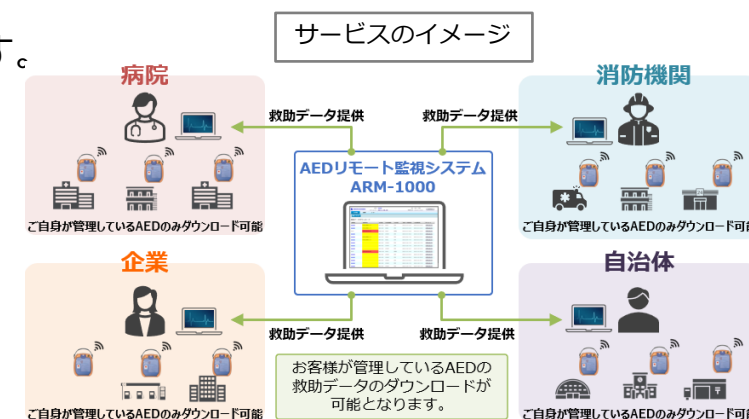 す。
サービスのイメージ
病院
消防機関
救助データ提供
救助データ提供
AEDリモート監視システム
ARM-1000
ご自身が管理しているAEDのみダウンロード可能
ご自身が管理しているAEDのみダウンロード可能
企業
自治体
救助データ提供
救助データ提供
お客様が管理しているAEDの
救助データのダウンロードが
可能となります。
ご自身が管理しているAEDのみダウンロード可能
ご自身が管理しているAEDのみダウンロード可能